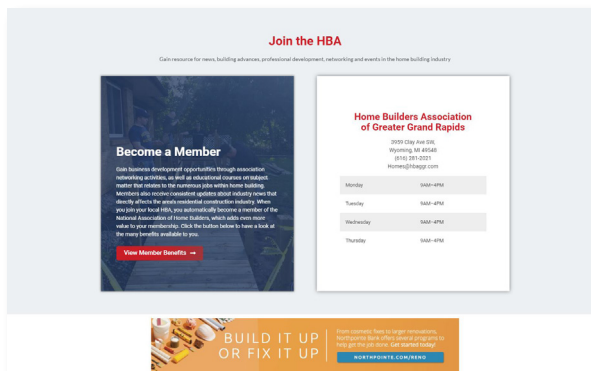 Join the HBA
Gain resource for news, building advances, professional development, networking and events in the home building industry
Become a Member
Gain business development opportunities through association
networking activities, as well as educational courses on subject
matter that relates to the numerous jobs within home building.
Members also receive consistent updates about industry news that
directly affects the area's residential construction industry. When
you join your local HBA, you automatically become a member of the
National Association of Home Builders, which adds even more
value to your membership. Click the button below to have a look at
the many benefits available to you.
View Member Benefits →
Home Builders Association
of Greater Grand Rapids
3959 Clay Ave SW,
Wyoming, MI 49548
(616) 281-2021
Homes@hbaggr.com
Monday 9AM–4PM
Tuesday 9AM–4PM
Wednesday 9AM–4PM
Thursday 9AM–4PM
BUILD IT UP
OR FIX IT UP
From cosmetic fixes to larger renovations,
Northpointe Bank offers several programs to
help get the job done. Get started today!
NORTHPOINTE.COM/RENO